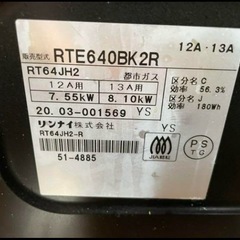 販売型式 RTE640BK2R 12A・13A
RT64JH2 都市ガス
12A用 13A用
7.55kW 8.10kW
区分名 C
効率 56.3%
区分名 J
効率 180Wh
20.03-001569 YS
リンナイ株式会社 YS
RT64JH2-R
51-4885
JIA
PS
TG